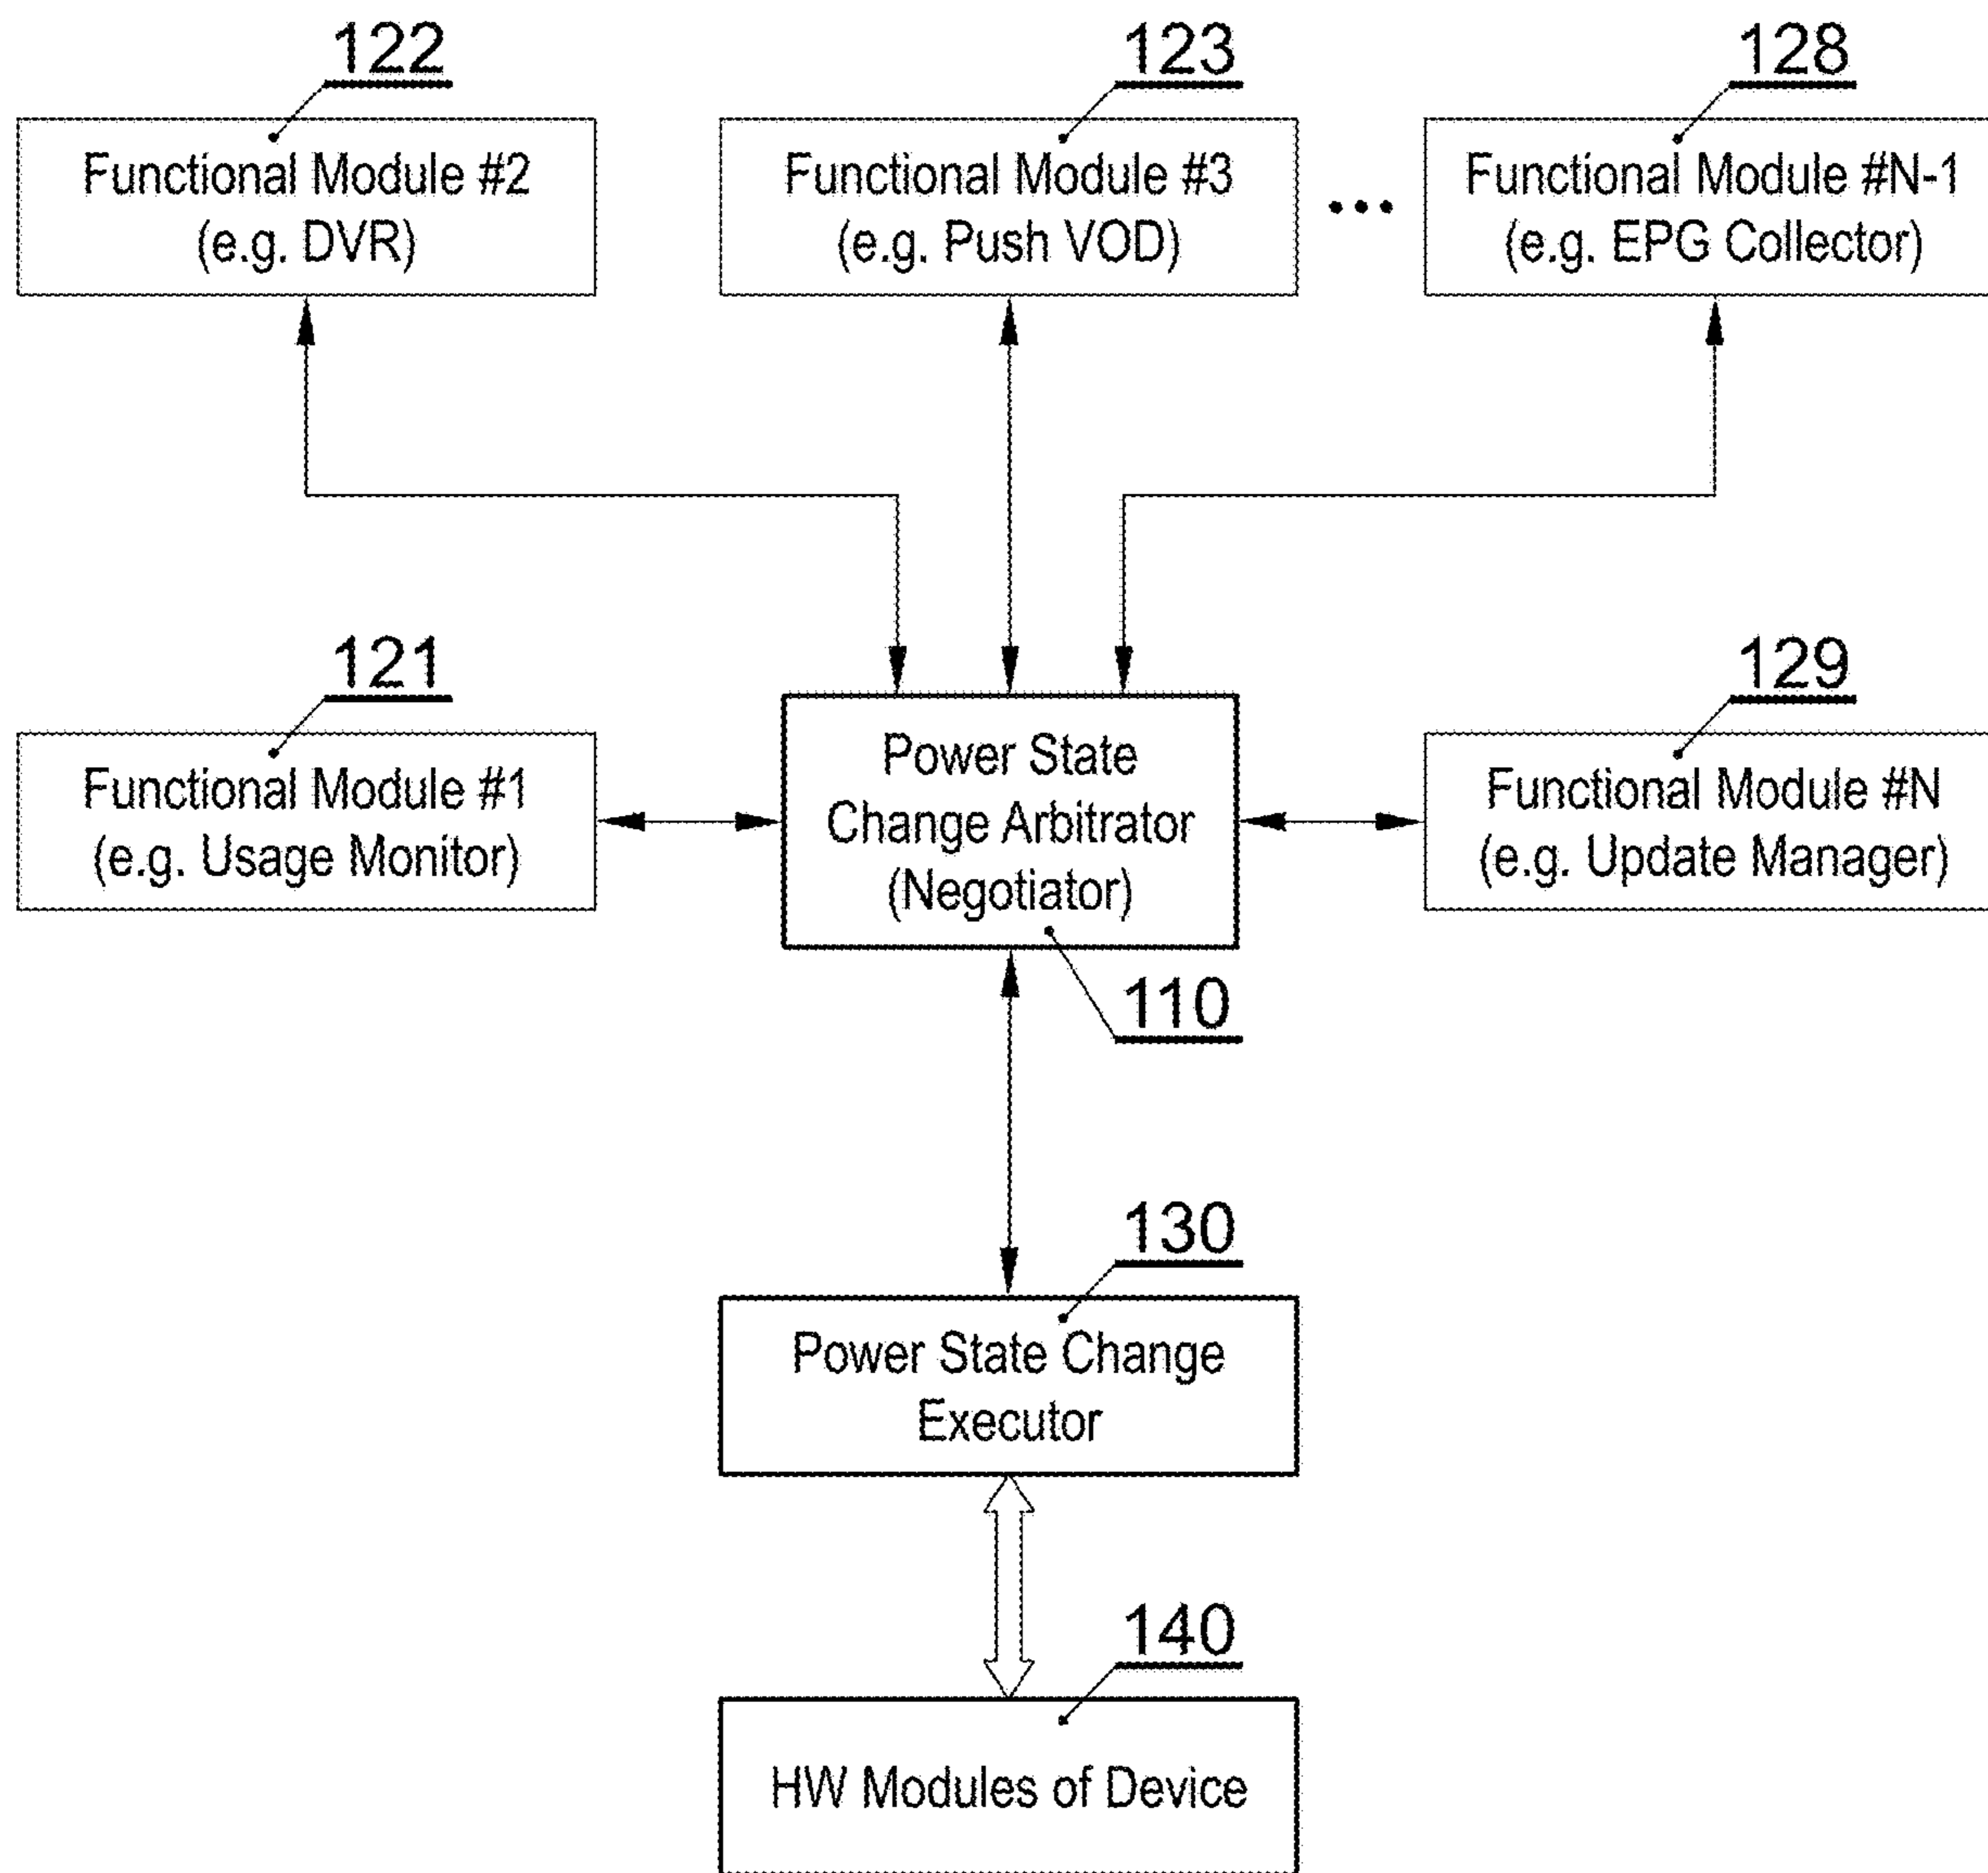 122
Functional Module #2
(e.g. DVR)
123
Functional Module #3
(e.g. Push VOD)
...
128
Functional Module #N-1
(e.g. EPG Collector)
121
Functional Module #1
(e.g. Usage Monitor)
Power State
Change Arbitrator
(Negotiator)
110
129
Functional Module #N
(e.g. Update Manager)
130
Power State Change
Executor
140
HW Modules of Device